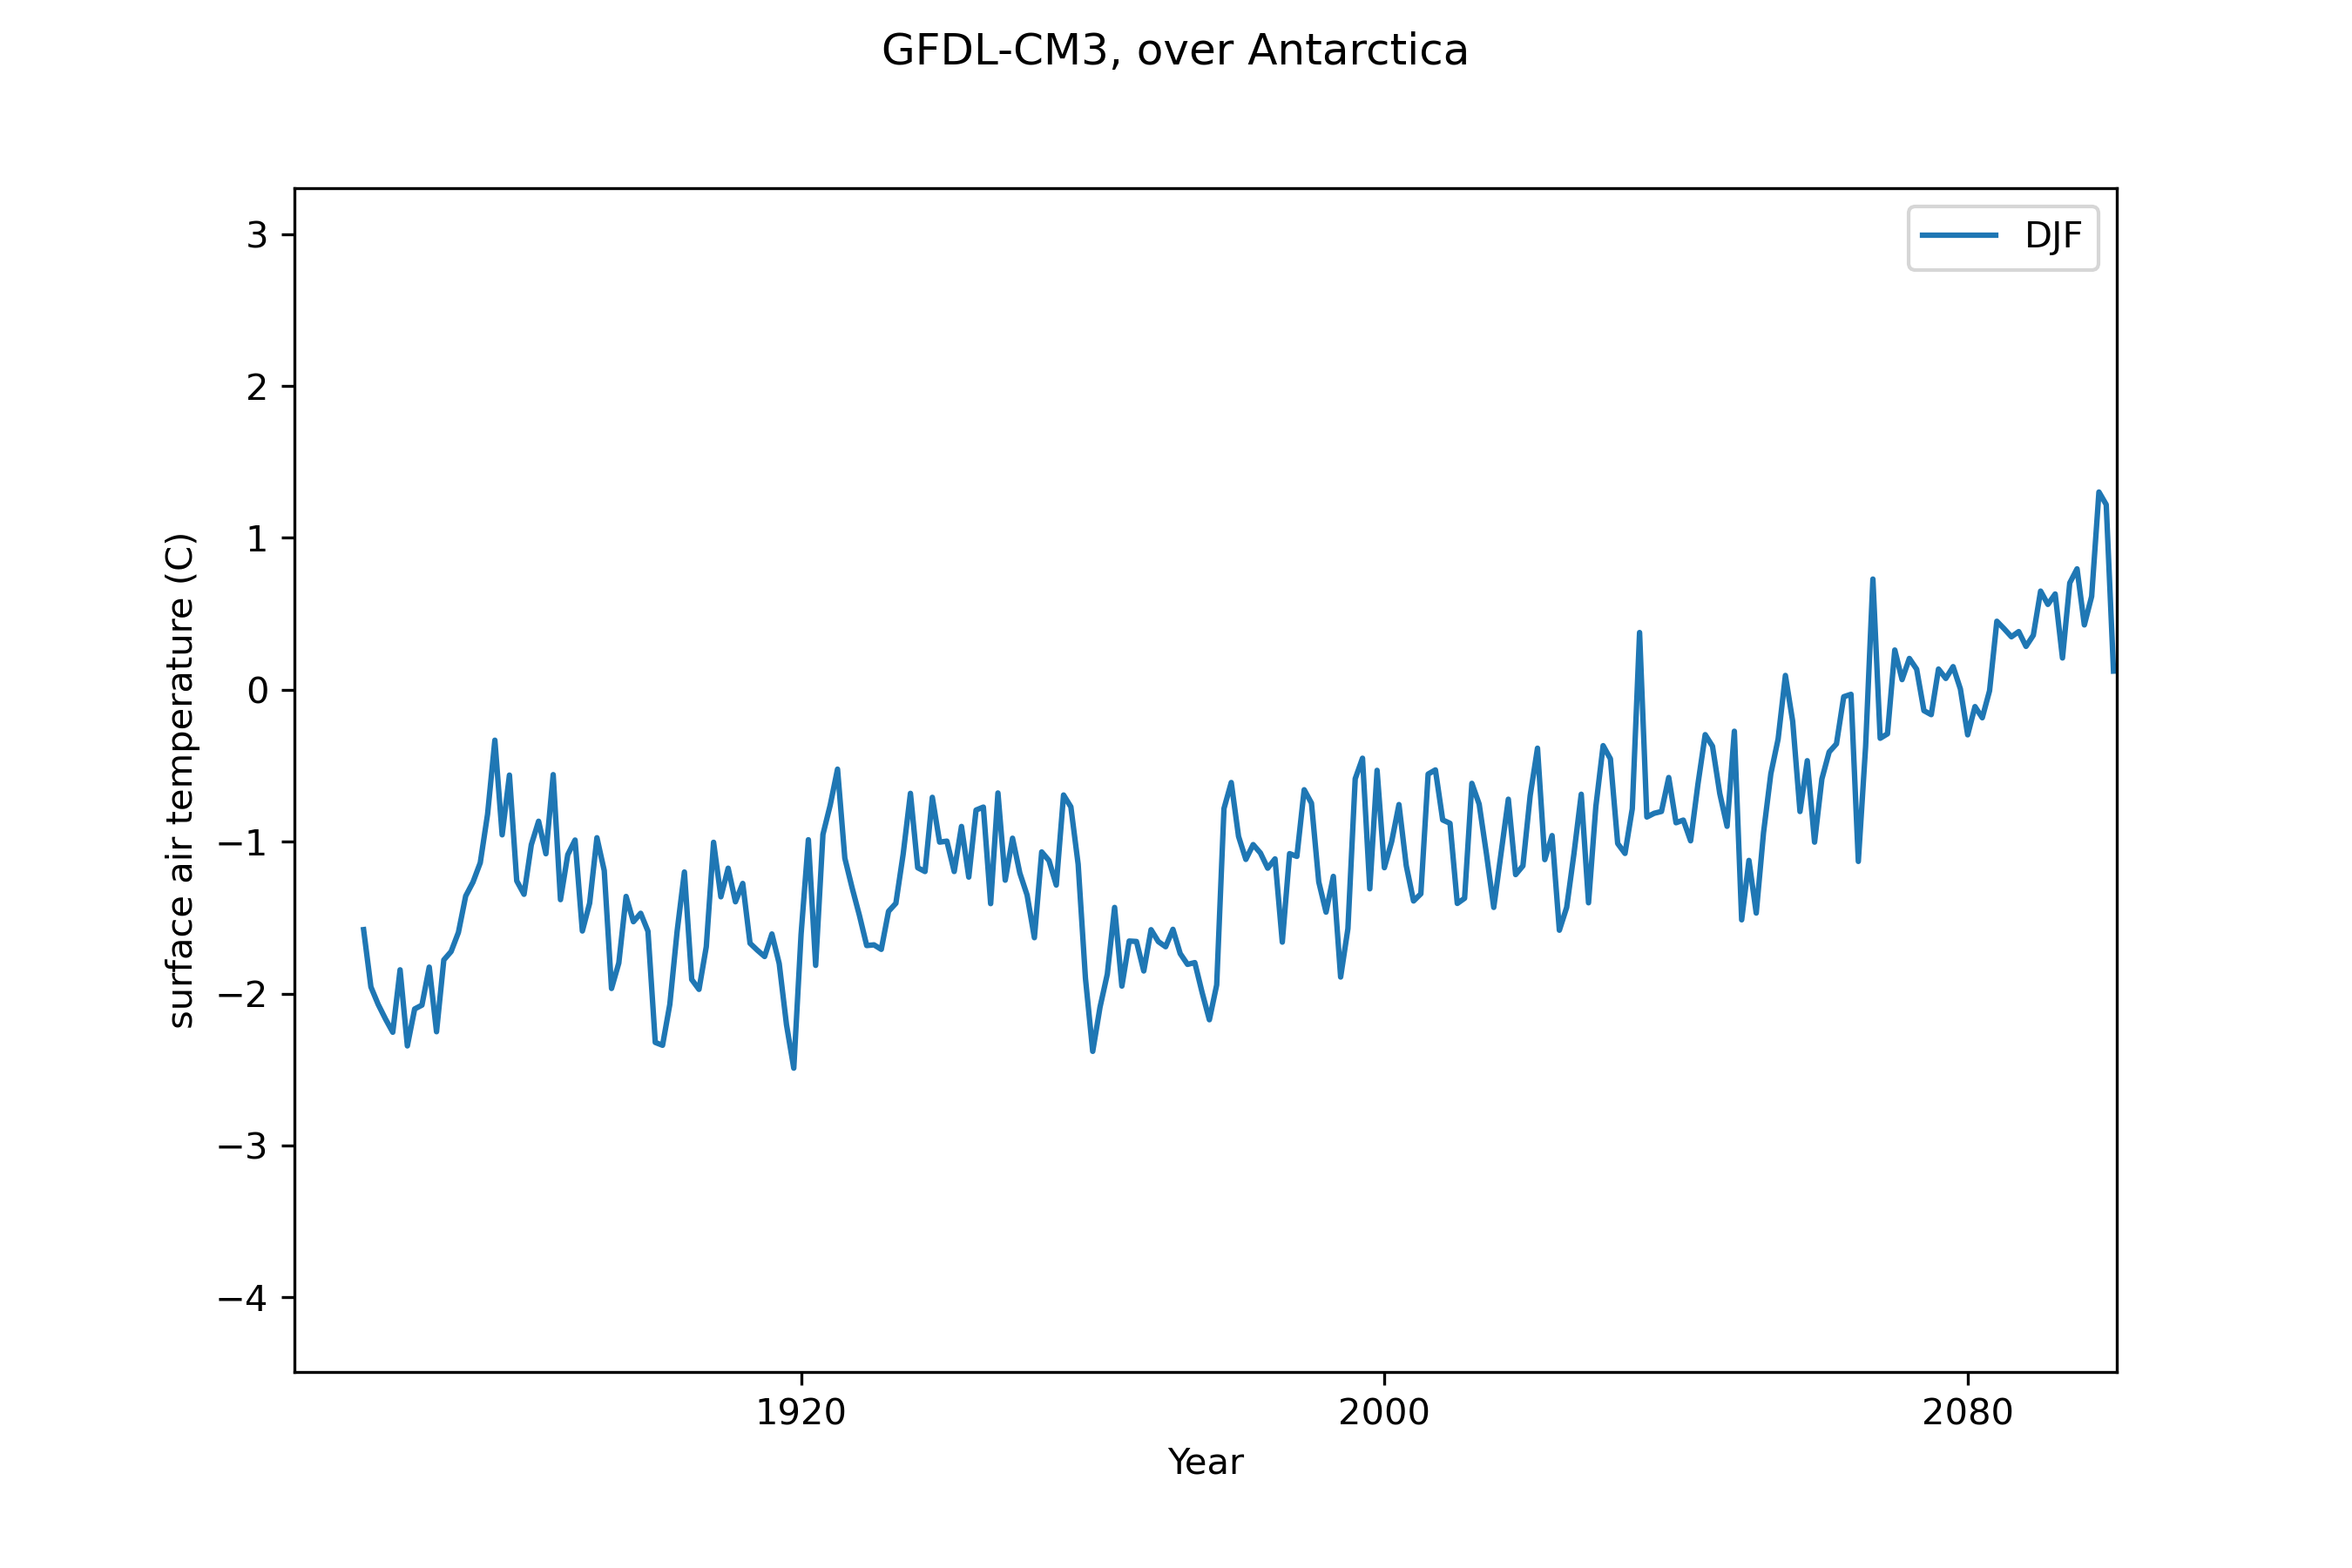 GFDL-CM3, over Antarctica
DJF
3
2
1
0
−1
−2
−3
−4
surface air temperature (C)
1920
2000
2080
Year